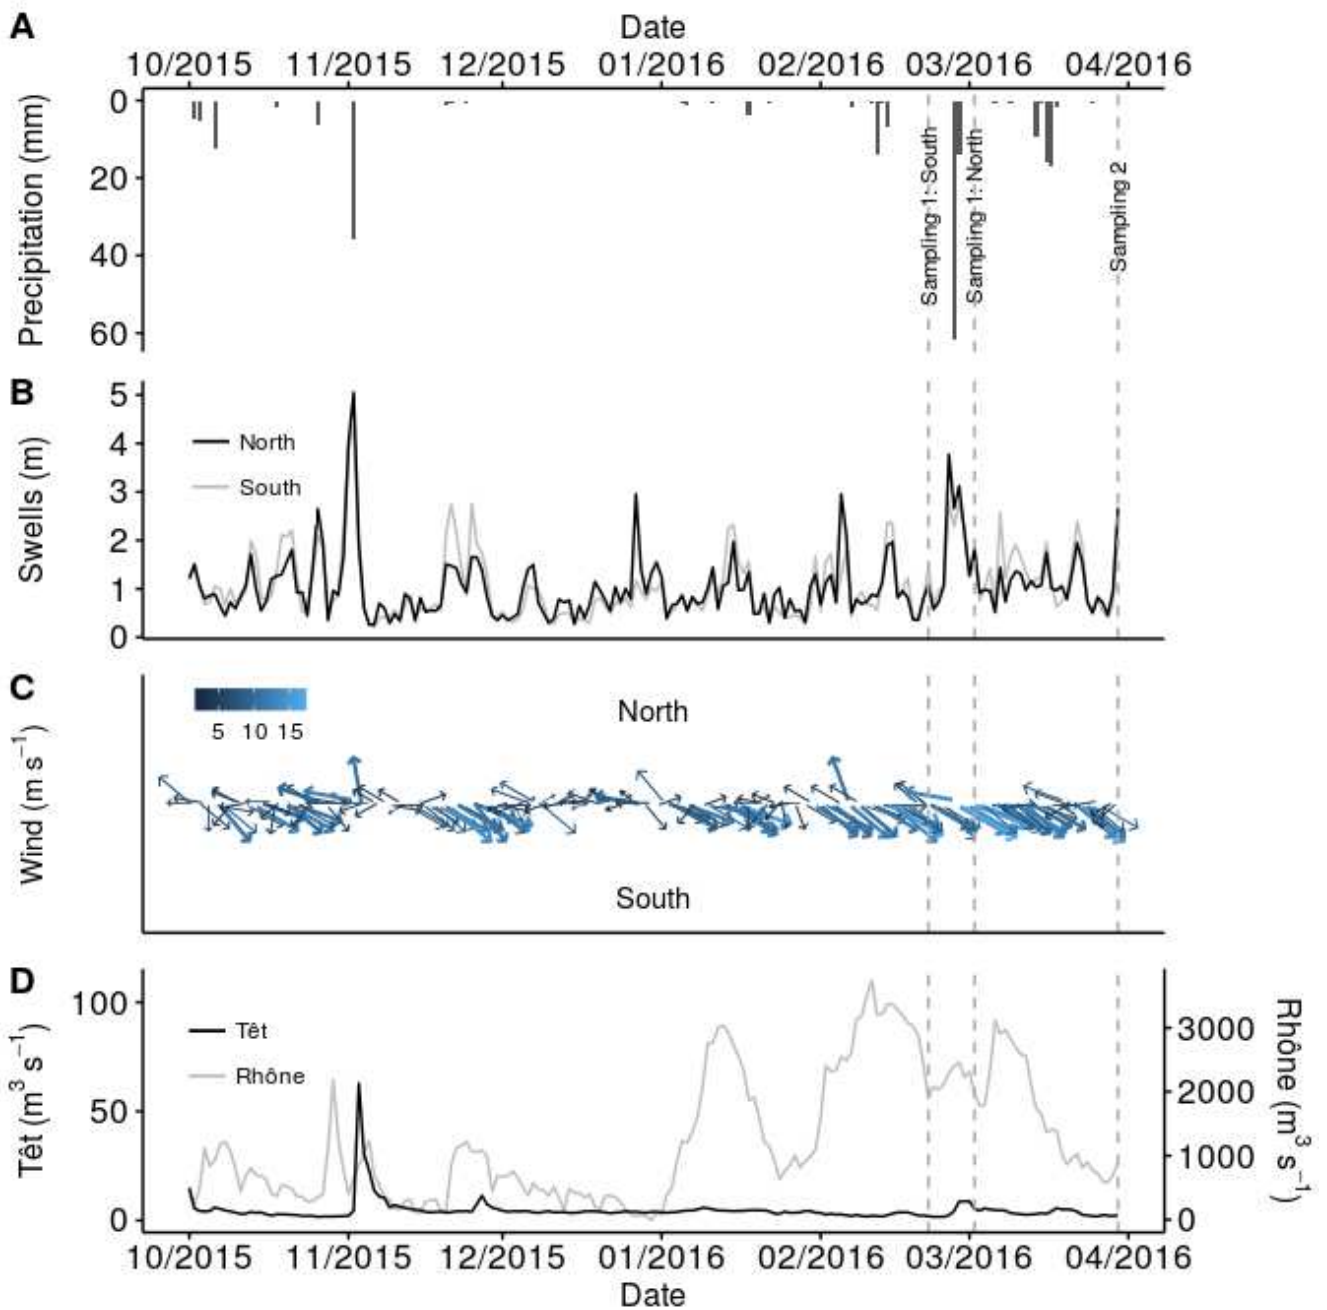 A
Date
10/2015 11/2015 12/2015 01/2016 02/2016 03/2016 04/2016
Precipitation (mm)
0
20
40
60
Sampling 1: South
Sampling 1: North
Sampling 2
B
Swells (m)
5
4
3
2
1
0
North
South
C
Wind (m s⁻¹)
5 10 15
North
South
D
Têt (m³ s⁻¹)
100
50
0
Têt
Rhône
3000
2000
1000
0
Rhône (m³ s⁻¹)
10/2015 11/2015 12/2015 01/2016 02/2016 03/2016 04/2016
Date